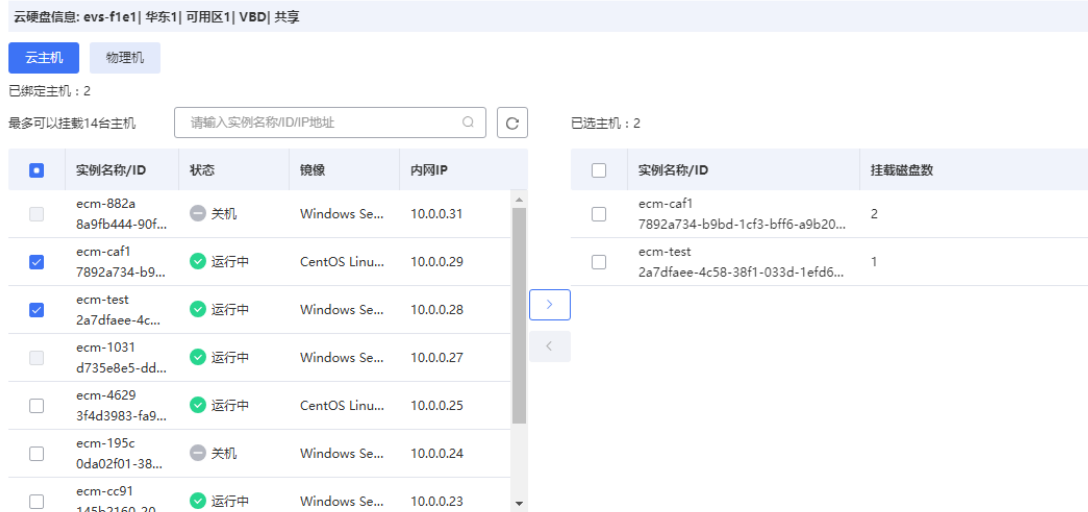 云硬盘信息: evs-f1e1| 华东1| 可用区1| VBD| 共享
云主机 物理机
已绑定主机：2
最多可以挂载14台主机 请输入实例名称/ID/IP地址 已选主机：2
实例名称/ID 状态 镜像 内网IP 实例名称/ID 挂载磁盘数
ecm-882a
8a9fb444-90f... 关机 Windows Se... 10.0.0.31
ecm-caf1
7892a734-b9... 运行中 CentOS Linu... 10.0.0.29
ecm-test
2a7dfaee-4c... 运行中 Windows Se... 10.0.0.28
ecm-1031
d735e8e5-dd... 运行中 Windows Se... 10.0.0.27
ecm-4629
3f4d3983-fa9... 运行中 CentOS Linu... 10.0.0.25
ecm-195c
0da02f01-38... 关机 Windows Se... 10.0.0.24
ecm-cc91
145b2160-20... 运行中 Windows Se... 10.0.0.23
ecm-caf1
7892a734-b9bd-1cf3-bff6-a9b20... 2
ecm-test
2a7dfaee-4c58-38f1-033d-1efd6... 1